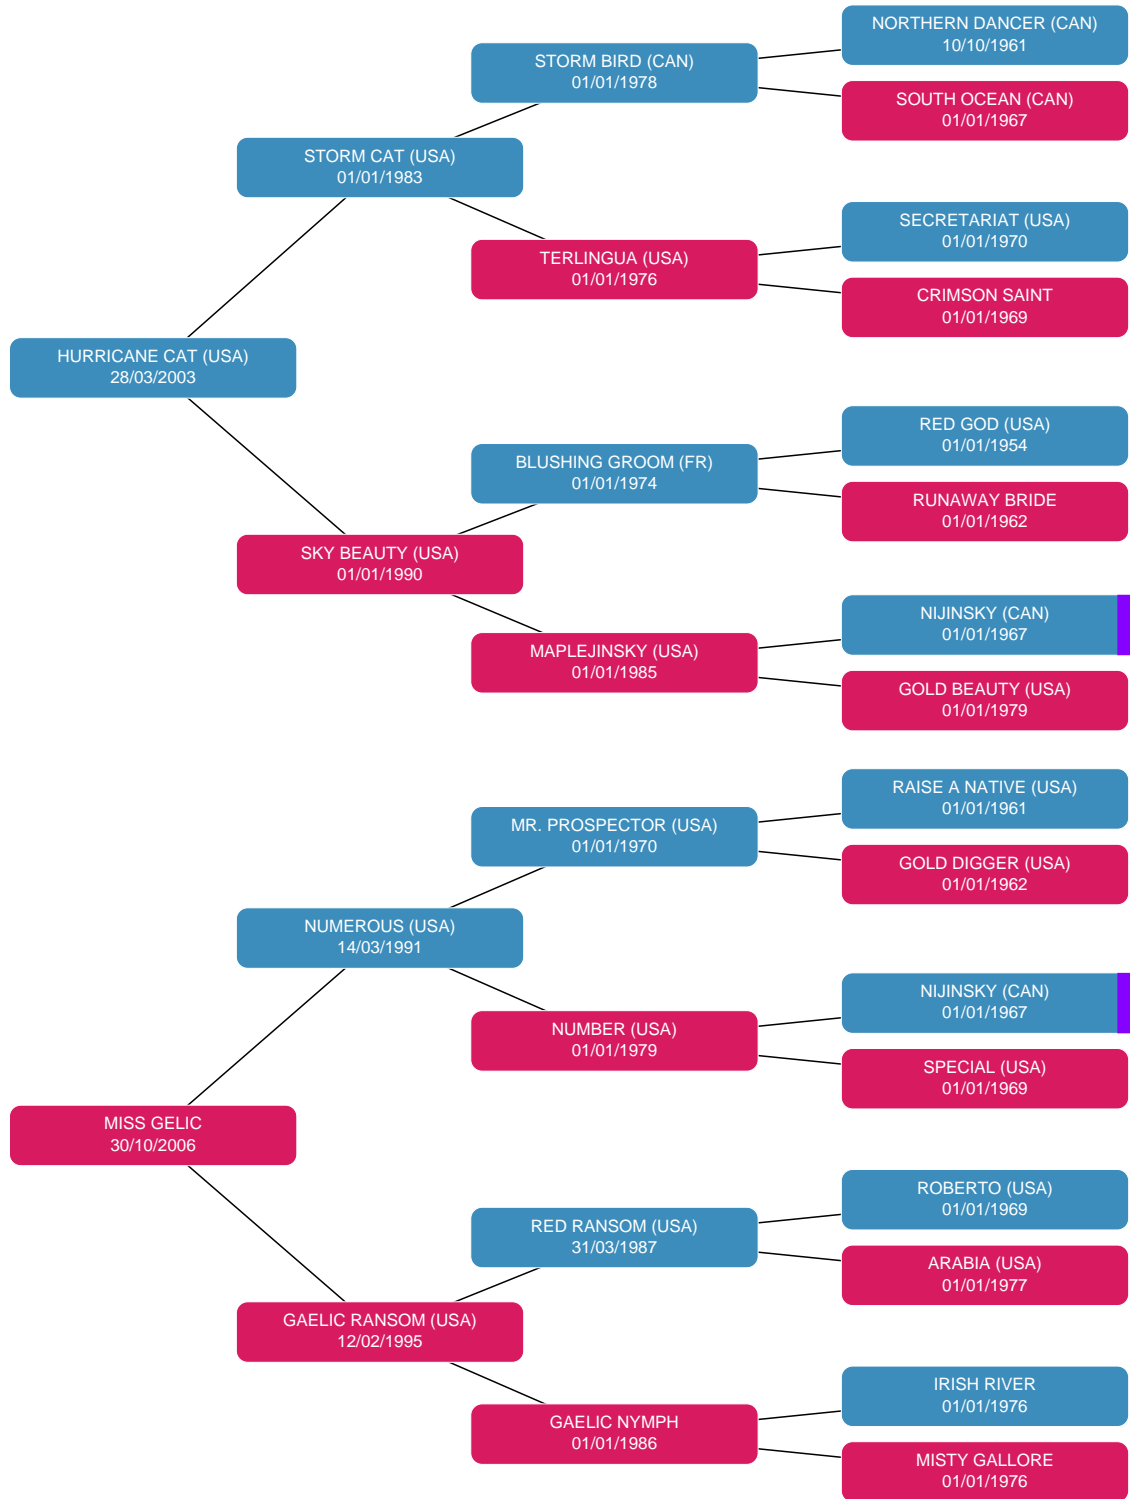 NORTHERN DANCER (CAN)
10/10/1961
STORM BIRD (CAN)
01/01/1978
SOUTH OCEAN (CAN)
01/01/1967
STORM CAT (USA)
01/01/1983
SECRETARIAT (USA)
01/01/1970
TERLINGUA (USA)
01/01/1976
CRIMSON SAINT
01/01/1969
HURRICANE CAT (USA)
28/03/2003
RED GOD (USA)
01/01/1954
BLUSHING GROOM (FR)
01/01/1974
RUNAWAY BRIDE
01/01/1962
SKY BEAUTY (USA)
01/01/1990
NIJINSKY (CAN)
01/01/1967
MAPLEJINSKY (USA)
01/01/1985
GOLD BEAUTY (USA)
01/01/1979
RAISE A NATIVE (USA)
01/01/1961
MR. PROSPECTOR (USA)
01/01/1970
GOLD DIGGER (USA)
01/01/1962
NUMEROUS (USA)
14/03/1991
NIJINSKY (CAN)
01/01/1967
NUMBER (USA)
01/01/1979
SPECIAL (USA)
01/01/1969
MISS GELIC
30/10/2006
ROBERTO (USA)
01/01/1969
RED RANSOM (USA)
31/03/1987
ARABIA (USA)
01/01/1977
GAELIC RANSOM (USA)
12/02/1995
IRISH RIVER
01/01/1976
GAELIC NYMPH
01/01/1986
MISTY GALLORE
01/01/1976